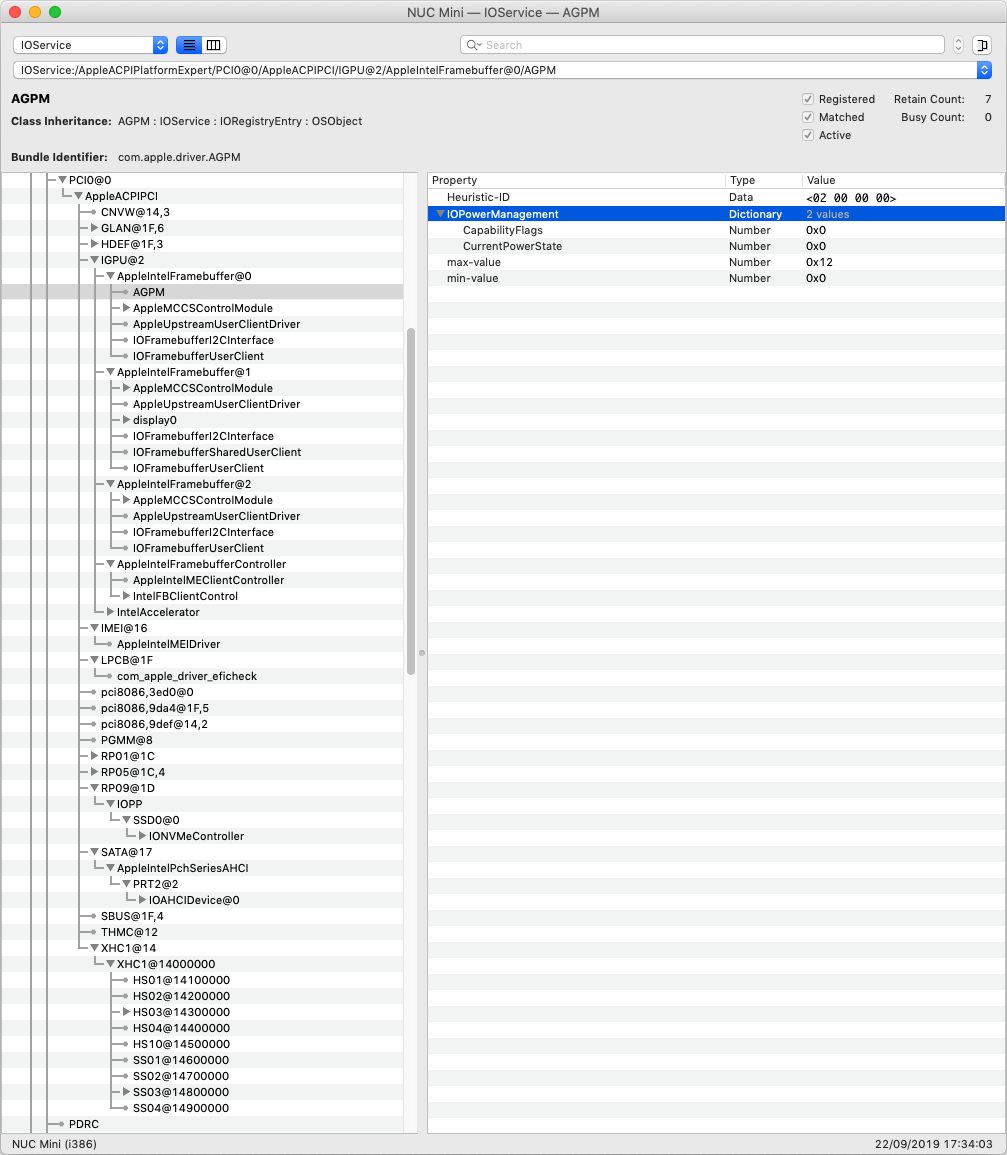 NUC Mini — IOService — AGPM
IOService
Search
IOService:/AppleACPIPlatformExpert/PCI0@0/AppleACPIPCI/IGPU@2/AppleIntelFramebuffer@0/AGPM
AGPM
Registered Retain Count: 7
Class Inheritance: AGPM : IOService : IORegistryEntry : OSObject
Matched Busy Count: 0
Active
Bundle Identifier: com.apple.driver.AGPM
PCI0@0
AppleACPIPCI
CNVW@14,3
GLAN@1F,6
HDEF@1F,3
IGPU@2
AppleIntelFramebuffer@0
AGPM
AppleMCCSControlModule
AppleUpstreamUserClientDriver
IOFramebufferI2CInterface
IOFramebufferUserClient
AppleIntelFramebuffer@1
AppleMCCSControlModule
AppleUpstreamUserClientDriver
display0
IOFramebufferI2CInterface
IOFramebufferSharedUserClient
IOFramebufferUserClient
AppleIntelFramebuffer@2
AppleMCCSControlModule
AppleUpstreamUserClientDriver
IOFramebufferI2CInterface
IOFramebufferUserClient
AppleIntelFramebufferController
AppleIntelMEClientController
IntelFBClientControl
IntelAccelerator
IMEI@16
AppleIntelMEIDriver
LPCB@1F
com_apple_driver_eficheck
pci8086,3ed0@0
pci8086,9da4@1F,5
pci8086,9def@14,2
PGMM@8
RP01@1C
RP05@1C,4
RP09@1D
IOPP
SSD0@0
IONVMeController
SATA@17
AppleIntelPchSeriesAHCI
PRT2@2
IOAHCIDevice@0
SBUS@1F,4
THMC@12
XHC1@14
XHC1@14000000
HS01@14100000
HS02@14200000
HS03@14300000
HS04@14400000
HS10@14500000
SS01@14600000
SS02@14700000
SS03@14800000
SS04@14900000
PDRC
Property Type Value
Heuristic-ID Data <02 00 00 00>
IOPowerManagement Dictionary 2 values
CapabilityFlags Number 0x0
CurrentPowerState Number 0x0
max-value Number 0x12
min-value Number 0x0
NUC Mini (i386) 22/09/2019 17:34:03